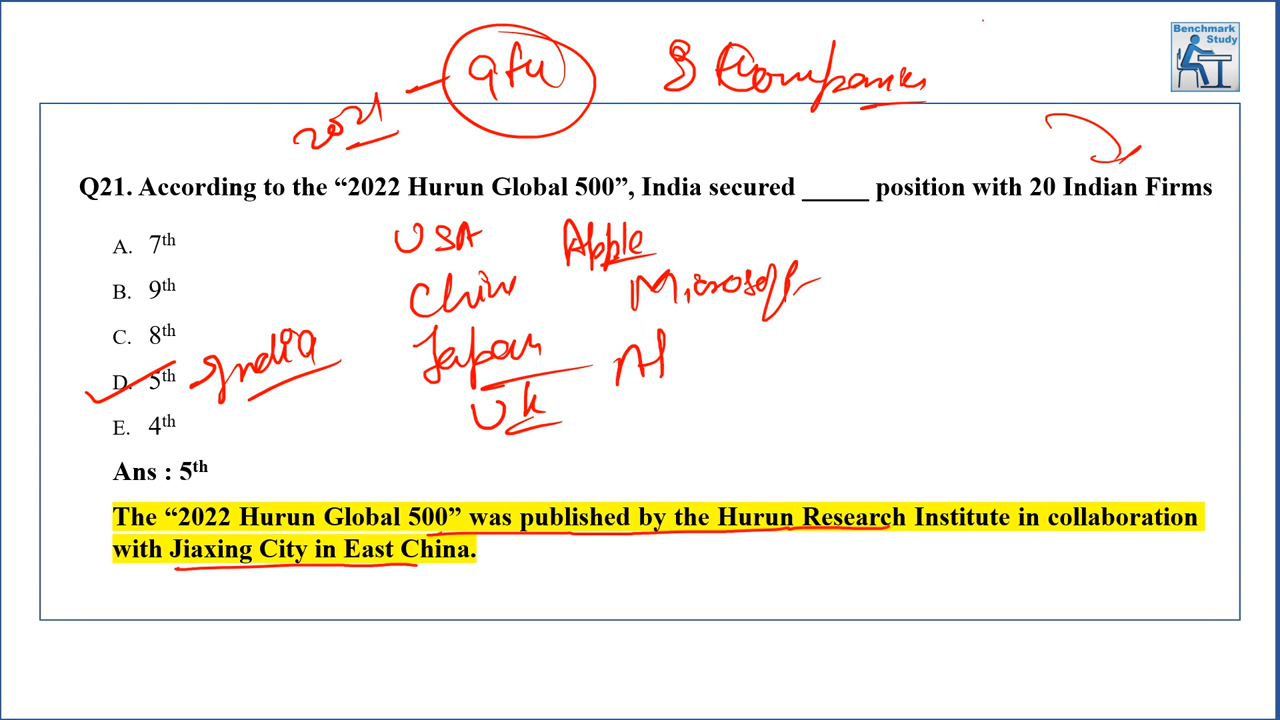 Benchmark
Study
2021 - 9th 8 Companies
Q21. According to the “2022 Hurun Global 500”, India secured _____ position with 20 Indian Firms
A. 7th
B. 9th
C. 8th
D. 5th
E. 4th
India
USA
China
Japan
UK
Apple
Microsoft
Ans : 5th
The “2022 Hurun Global 500” was published by the Hurun Research Institute in collaboration
with Jiaxing City in East China.